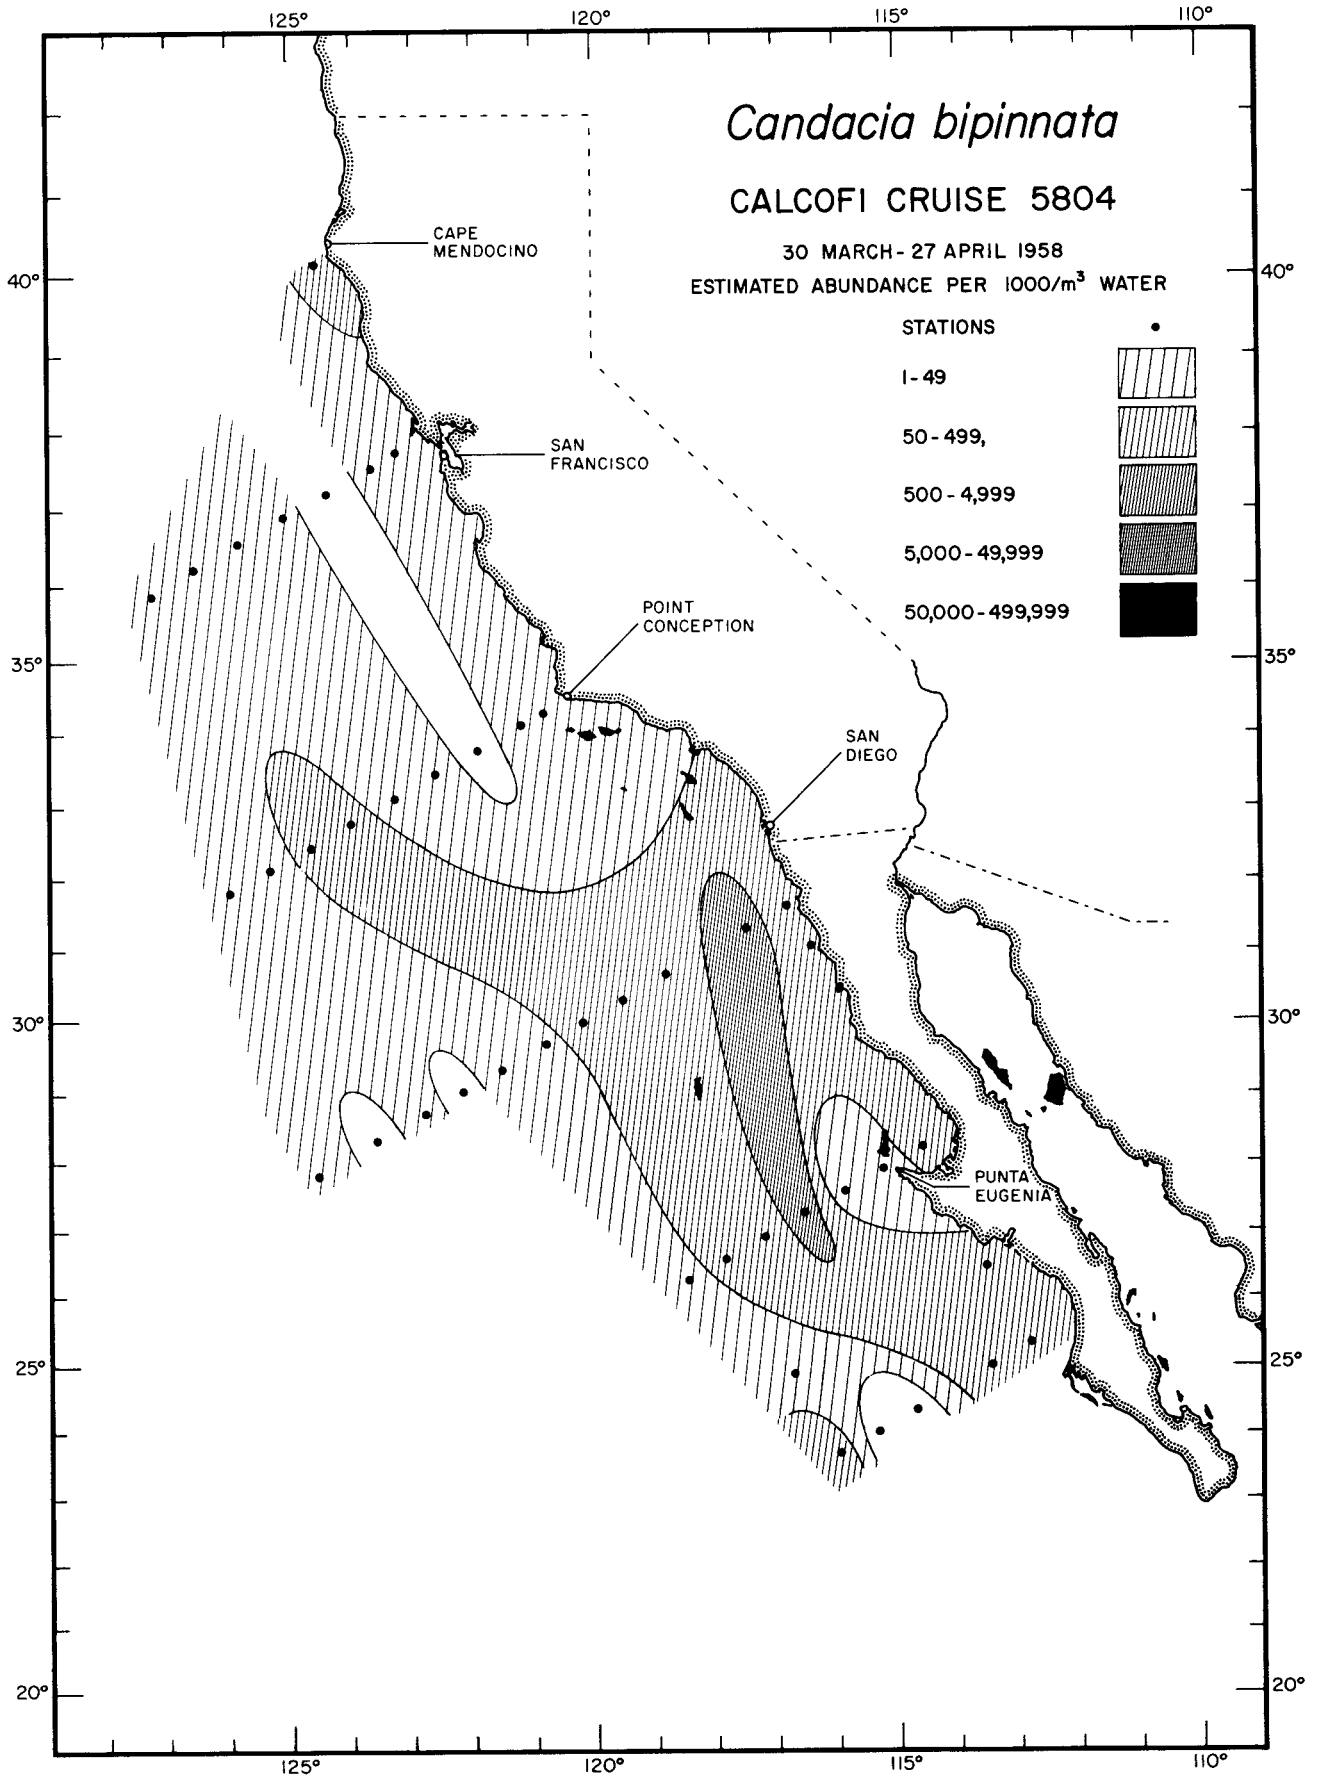 125° 120° 115° 110°
Candacia bipinnata
CALCOFI CRUISE 5804
30 MARCH - 27 APRIL 1958
ESTIMATED ABUNDANCE PER 1000/m³ WATER
STATIONS
1 - 49
50 - 499,
500 - 4,999
5,000 - 49,999
50,000 - 499,999
CAPE
MENDOCINO
40° 40°
SAN
FRANCISCO
POINT
CONCEPTION
35° 35°
SAN
DIEGO
30° 30°
PUNTA
EUGENIA
25° 25°
20° 20°
125° 120° 115° 110°